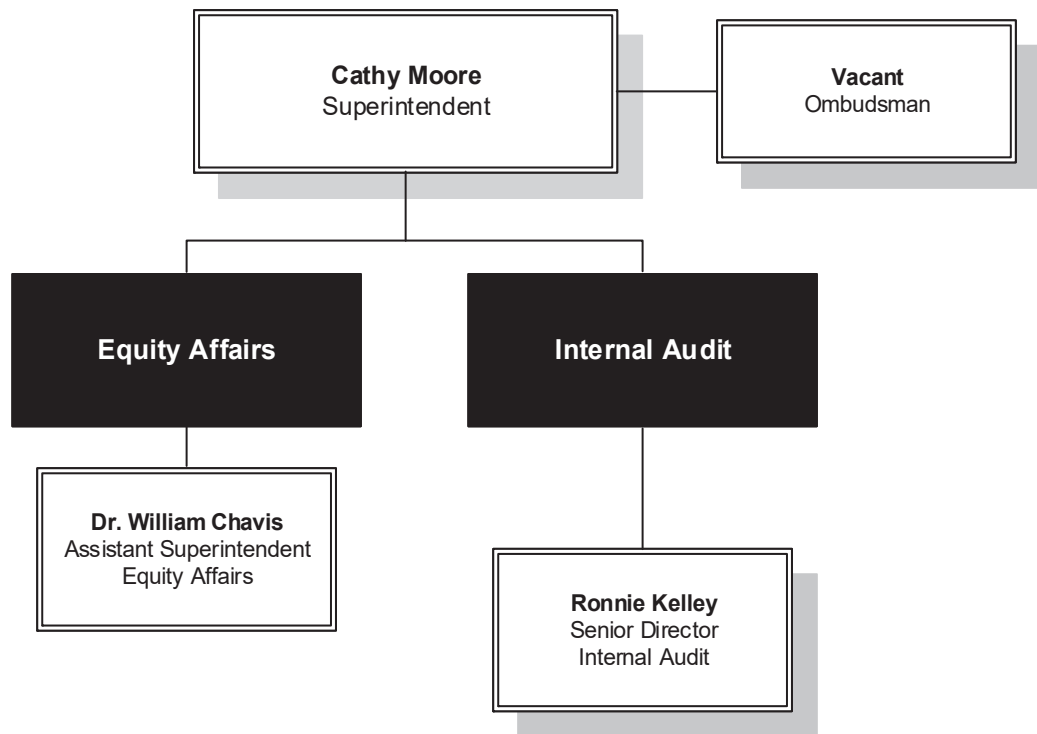 Cathy Moore
Superintendent
Vacant
Ombudsman
Equity Affairs
Internal Audit
Dr. William Chavis
Assistant Superintendent
Equity Affairs
Ronnie Kelley
Senior Director
Internal Audit